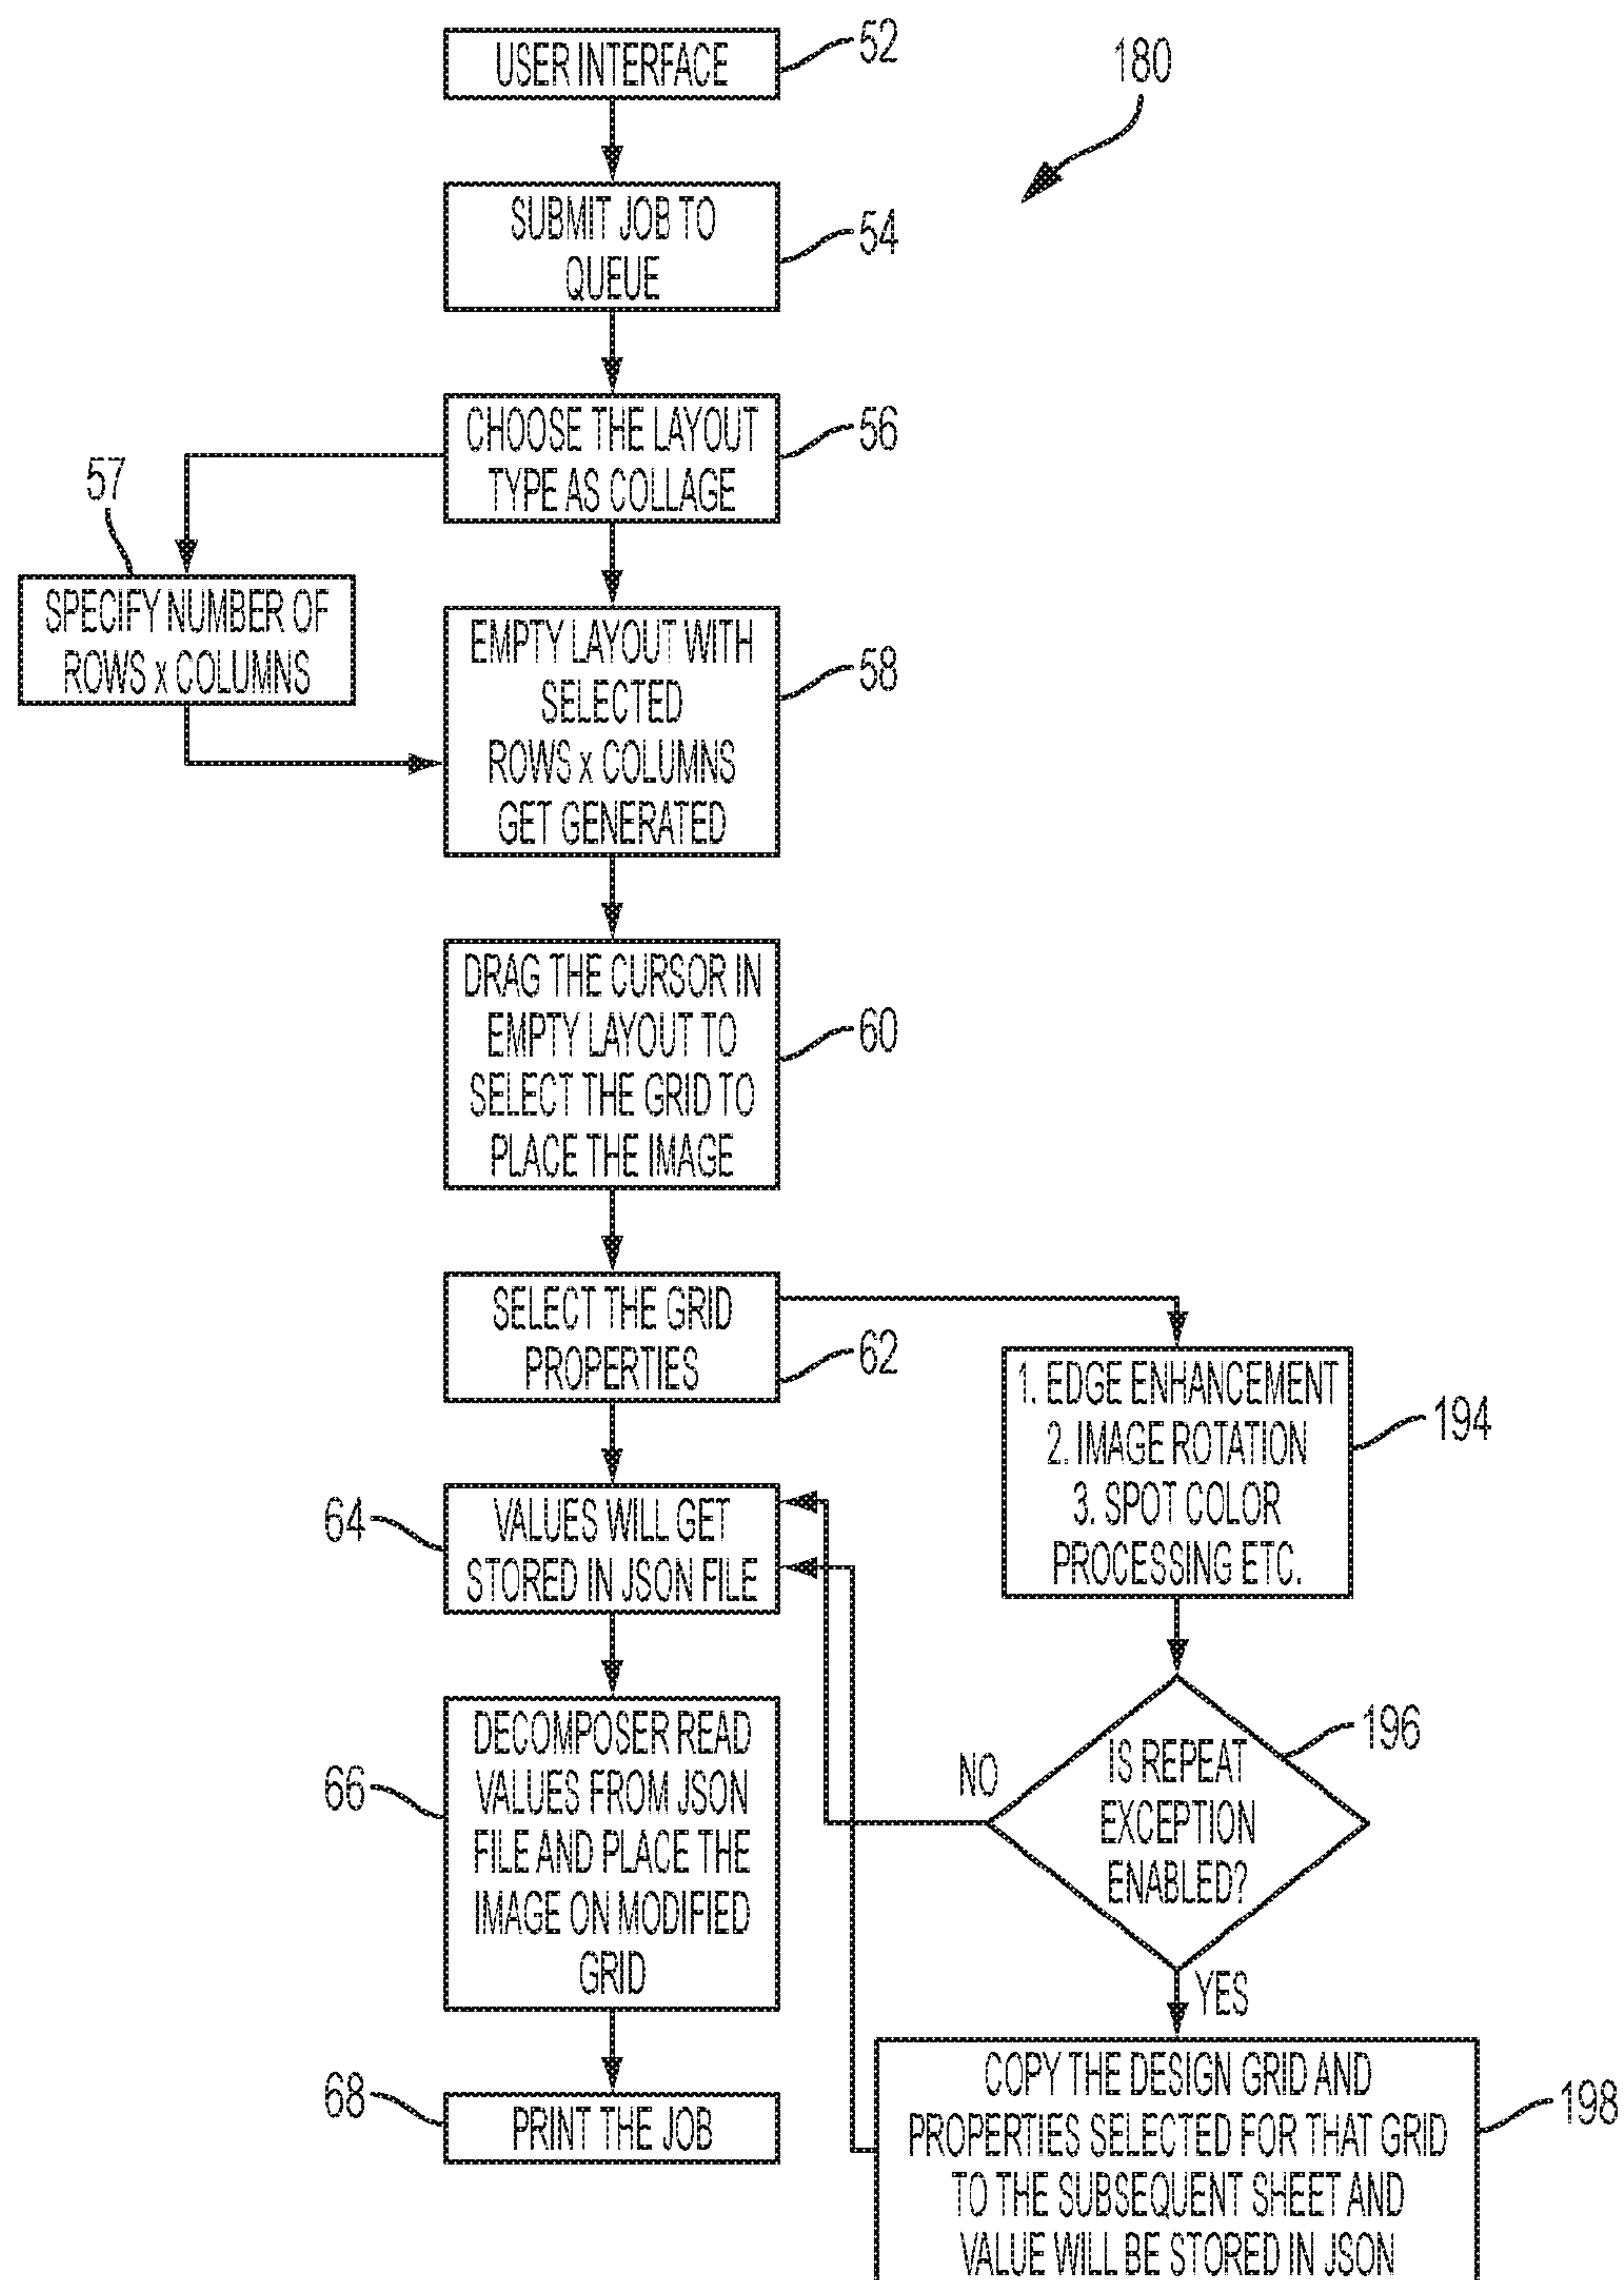 USER INTERFACE
52
180
SUBMIT JOB TO
QUEUE
54
CHOOSE THE LAYOUT
TYPE AS COLLAGE
56
57
SPECIFY NUMBER OF
ROWS x COLUMNS
EMPTY LAYOUT WITH
SELECTED
ROWS x COLUMNS
GET GENERATED
58
DRAG THE CURSOR IN
EMPTY LAYOUT TO
SELECT THE GRID TO
PLACE THE IMAGE
60
SELECT THE GRID
PROPERTIES
62
1. EDGE ENHANCEMENT
2. IMAGE ROTATION
3. SPOT COLOR
PROCESSING ETC.
194
64
VALUES WILL GET
STORED IN JSON FILE
66
DECOMPOSER READ
VALUES FROM JSON
FILE AND PLACE THE
IMAGE ON MODIFIED
GRID
NO
IS REPEAT
EXCEPTION
ENABLED?
196
YES
68
PRINT THE JOB
COPY THE DESIGN GRID AND
PROPERTIES SELECTED FOR THAT GRID
TO THE SUBSEQUENT SHEET AND
VALUE WILL BE STORED IN JSON
198